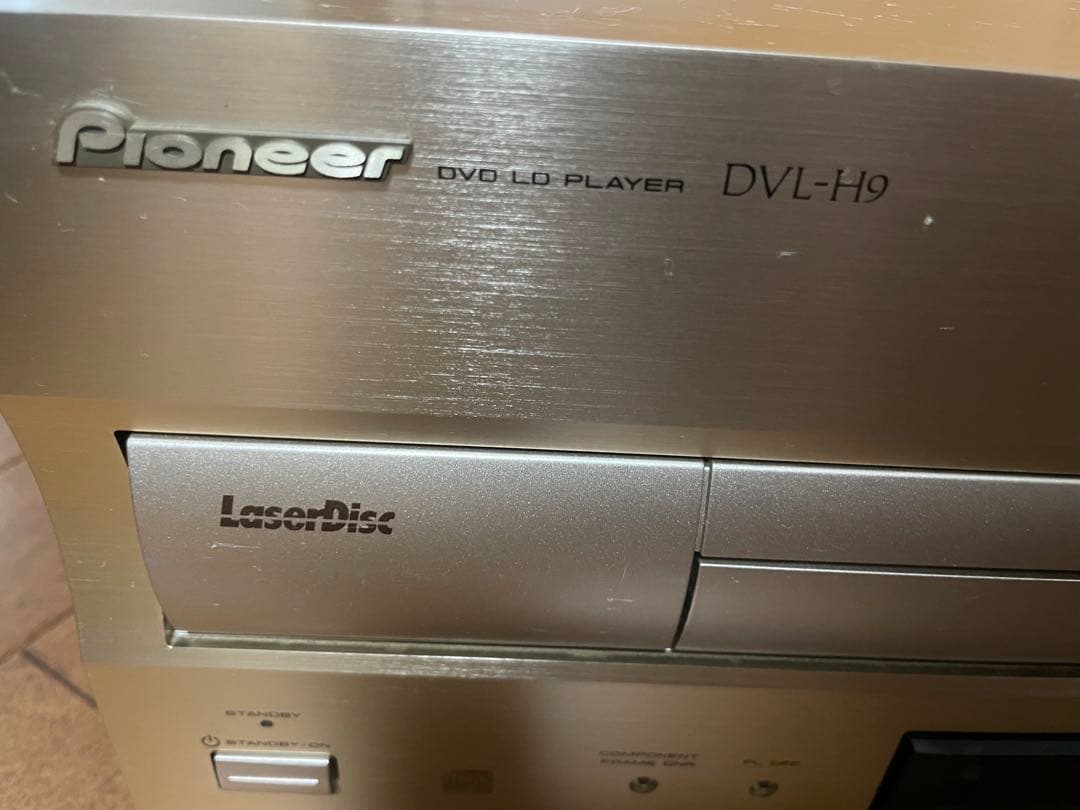 Pioneer DVD LD PLAYER DVL-H9
LaserDisc
STANDBY
STANDBY/ON
COMPONENT
FRAME DNR
FL OFF